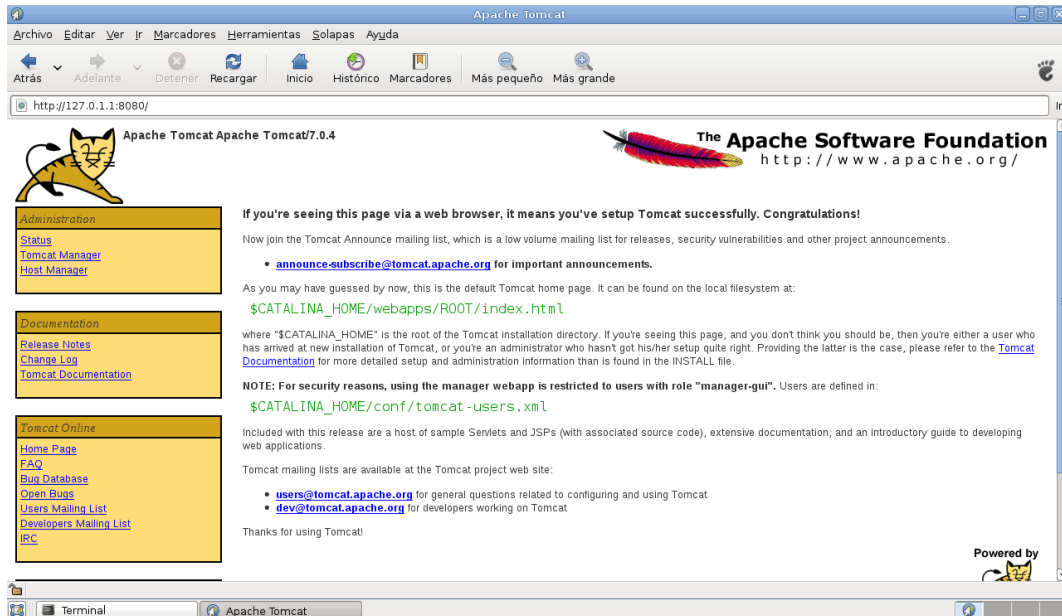 Apache Tomcat
Archivo Editar Ver Ir Marcadores Herramientas Solapas Ayuda
Atrás Adelante Detener Recargar Inicio Histórico Marcadores Más pequeño Más grande
http://127.0.1.1:8080/ Ir
Apache Tomcat Apache Tomcat/7.0.4
The Apache Software Foundation
http://www.apache.org/
Administration
Status
Tomcat Manager
Host Manager
Documentation
Release Notes
Change Log
Tomcat Documentation
Tomcat Online
Home Page
FAQ
Bug Database
Open Bugs
Users Mailing List
Developers Mailing List
IRC
If you're seeing this page via a web browser, it means you've setup Tomcat successfully. Congratulations!
Now join the Tomcat Announce mailing list, which is a low volume mailing list for releases, security vulnerabilities and other project announcements.
• announce-subscribe@tomcat.apache.org for important announcements.
As you may have guessed by now, this is the default Tomcat home page. It can be found on the local filesystem at:
$CATALINA_HOME/webapps/ROOT/index.html
where "$CATALINA_HOME" is the root of the Tomcat installation directory. If you're seeing this page, and you don't think you should be, then you're either a user who
has arrived at new installation of Tomcat, or you're an administrator who hasn't got his/her setup quite right. Providing the latter is the case, please refer to the Tomcat
Documentation for more detailed setup and administration information than is found in the INSTALL file.
NOTE: For security reasons, using the manager webapp is restricted to users with role "manager-gui". Users are defined in:
$CATALINA_HOME/conf/tomcat-users.xml
Included with this release are a host of sample Servlets and JSPs (with associated source code), extensive documentation, and an introductory guide to developing
web applications.
Tomcat mailing lists are available at the Tomcat project web site:
• users@tomcat.apache.org for general questions related to configuring and using Tomcat
• dev@tomcat.apache.org for developers working on Tomcat
Thanks for using Tomcat!
Powered by
Terminal
Apache Tomcat